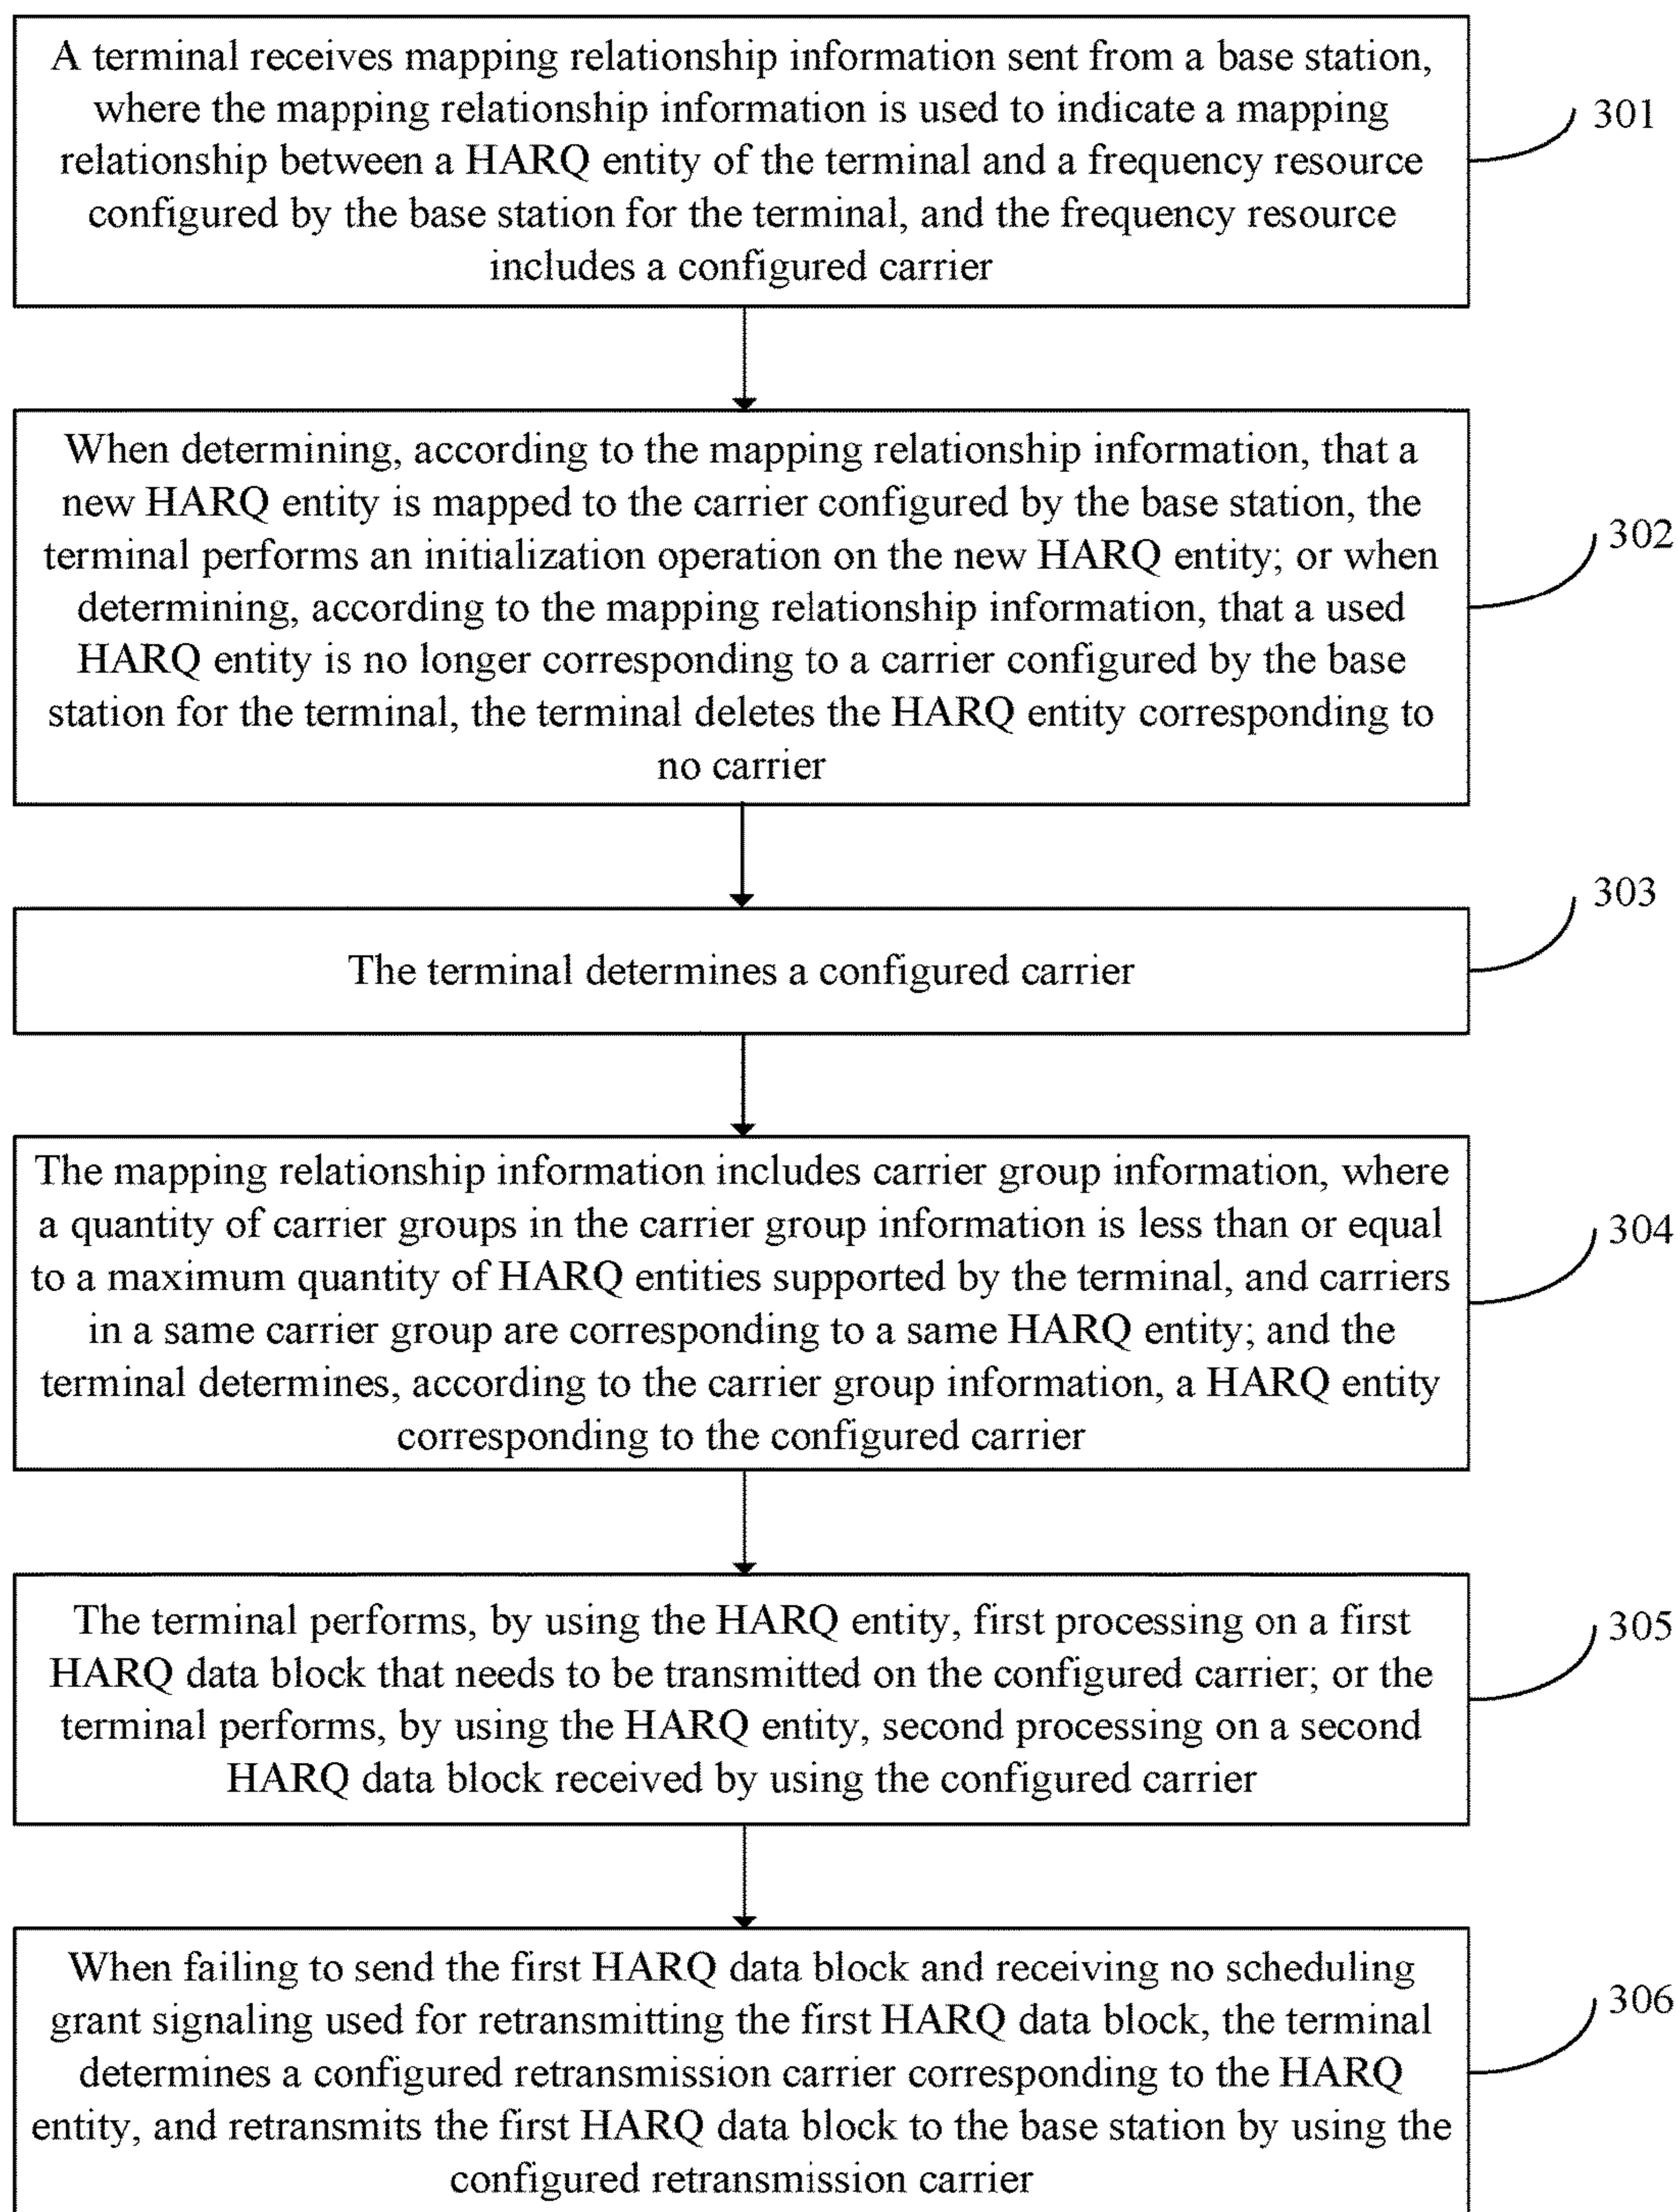 A terminal receives mapping relationship information sent from a base station,
where the mapping relationship information is used to indicate a mapping
relationship between a HARQ entity of the terminal and a frequency resource
configured by the base station for the terminal, and the frequency resource
includes a configured carrier
301
When determining, according to the mapping relationship information, that a
new HARQ entity is mapped to the carrier configured by the base station, the
terminal performs an initialization operation on the new HARQ entity; or when
determining, according to the mapping relationship information, that a used
HARQ entity is no longer corresponding to a carrier configured by the base
station for the terminal, the terminal deletes the HARQ entity corresponding to
no carrier
302
The terminal determines a configured carrier
303
The mapping relationship information includes carrier group information, where
a quantity of carrier groups in the carrier group information is less than or equal
to a maximum quantity of HARQ entities supported by the terminal, and carriers
in a same carrier group are corresponding to a same HARQ entity; and the
terminal determines, according to the carrier group information, a HARQ entity
corresponding to the configured carrier
304
The terminal performs, by using the HARQ entity, first processing on a first
HARQ data block that needs to be transmitted on the configured carrier; or the
terminal performs, by using the HARQ entity, second processing on a second
HARQ data block received by using the configured carrier
305
When failing to send the first HARQ data block and receiving no scheduling
grant signaling used for retransmitting the first HARQ data block, the terminal
determines a configured retransmission carrier corresponding to the HARQ
entity, and retransmits the first HARQ data block to the base station by using the
configured retransmission carrier
306